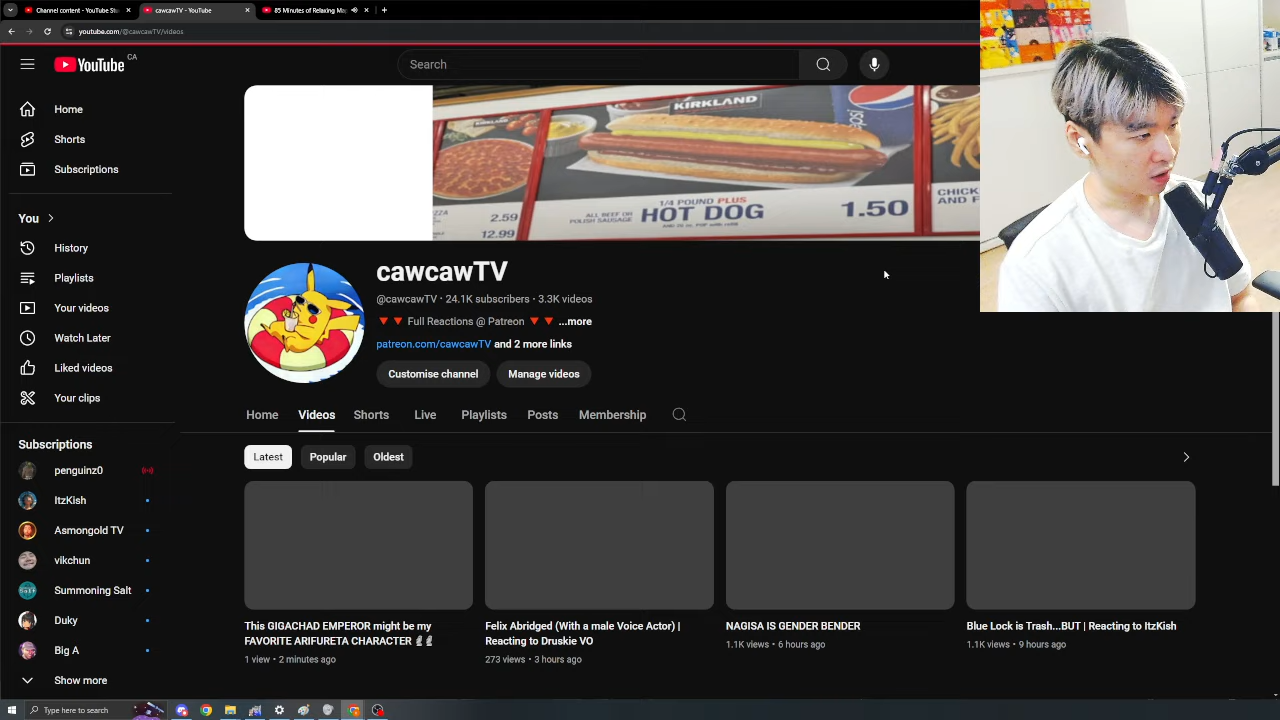 Channel content - YouTube Stu
cawcawTV - YouTube
85 Minutes of Relaxing Ma
youtube.com/@cawcawTV/videos
YouTube CA
Search
Home
Shorts
Subscriptions
You
History
Playlists
Your videos
Watch Later
Liked videos
Your clips
Subscriptions
penguinz0
ItzKish
Asmongold TV
vikchun
Summoning Salt
Duky
Big A
Show more
KIRKLAND
pepsi
1/4 POUND PLUS
ALL BEEF OR
POLISH SAUSAGE
HOT DOG
1.50
2.59
12.99
CHICK
AND F
cawcawTV
@cawcawTV • 24.1K subscribers • 3.3K videos
🔻🔻 Full Reactions @ Patreon 🔻🔻 ...more
patreon.com/cawcawTV and 2 more links
Customise channel
Manage videos
Home
Videos
Shorts
Live
Playlists
Posts
Membership
Latest
Popular
Oldest
This GIGACHAD EMPEROR might be my
FAVORITE ARIFURETA CHARACTER
1 view • 2 minutes ago
Felix Abridged (With a male Voice Actor) |
Reacting to Druskie VO
273 views • 3 hours ago
NAGISA IS GENDER BENDER
1.1K views • 6 hours ago
Blue Lock is Trash...BUT | Reacting to ItzKish
1.1K views • 9 hours ago
Type here to search